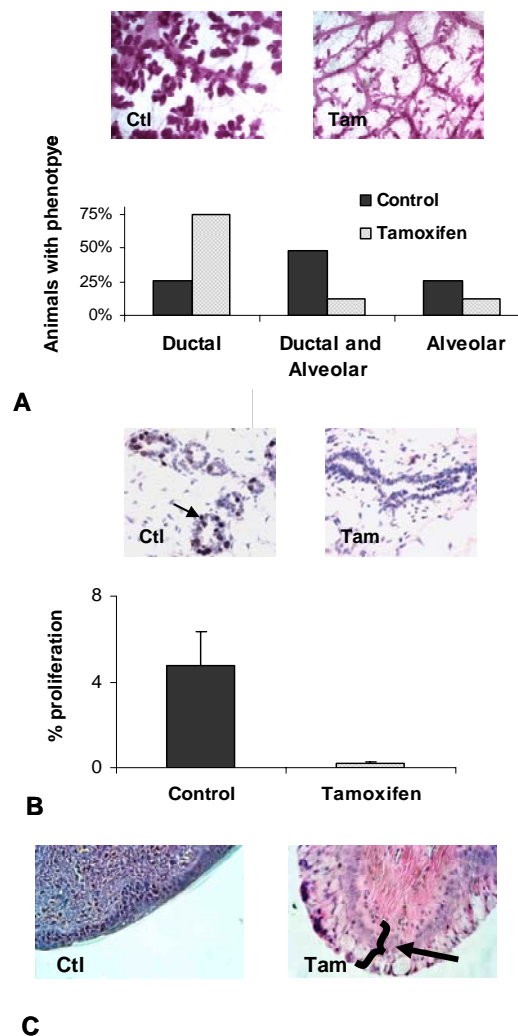 Ctl
Tam
Animals with phenotpye
75%
50%
25%
0%
Control
Tamoxifen
Ductal
Ductal and
Alveolar
Alveolar
A
Ctl
Tam
% proliferation
8
4
0
Control
Tamoxifen
B
Ctl
Tam
C